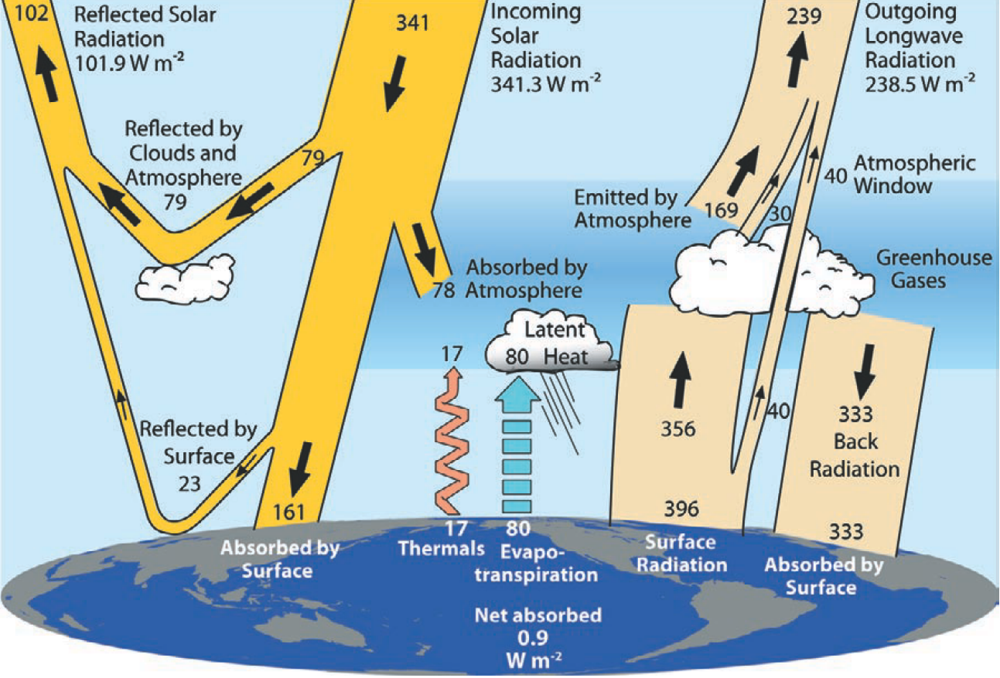 102
Reflected Solar
Radiation
101.9 W m⁻²
341
Incoming
Solar
Radiation
341.3 W m⁻²
239
Outgoing
Longwave
Radiation
238.5 W m⁻²
Reflected by
Clouds and
Atmosphere
79
79
Emitted by
Atmosphere
169
30
40
Atmospheric
Window
Greenhouse
Gases
78
Absorbed by
Atmosphere
17
Latent
80 Heat
Reflected by
Surface
23
161
Absorbed by
Surface
17
Thermals
80
Evapo-
transpiration
356
40
396
Surface
Radiation
333
Back
Radiation
333
Absorbed by
Surface
Net absorbed
0.9
W m⁻²